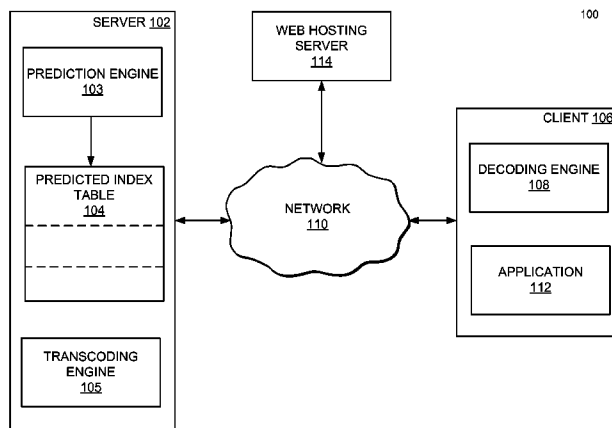 100
SERVER 102
PREDICTION ENGINE
103
PREDICTED INDEX
TABLE
104
TRANSCODING
ENGINE
105
WEB HOSTING
SERVER
114
NETWORK
110
CLIENT 106
DECODING ENGINE
108
APPLICATION
112